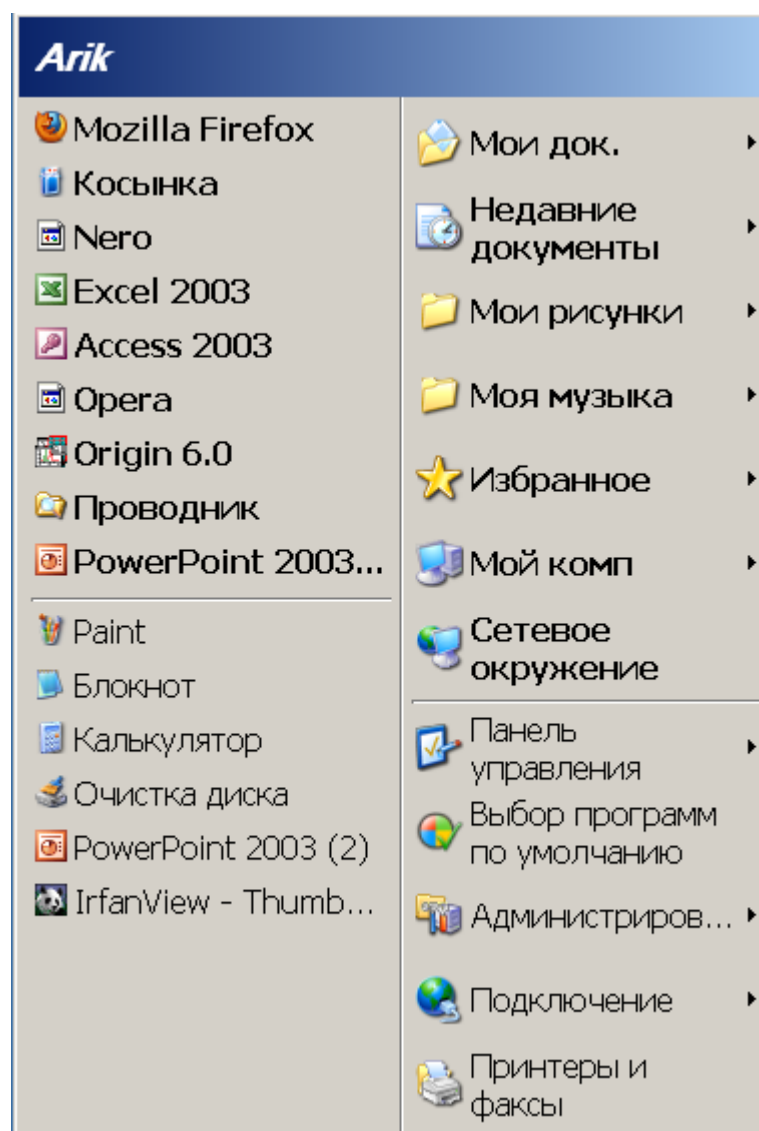 Arik
Mozilla Firefox
Косынка
Nero
Excel 2003
Access 2003
Opera
Origin 6.0
Проводник
PowerPoint 2003...
Paint
Блокнот
Калькулятор
Очистка диска
PowerPoint 2003 (2)
IrfanView - Thumb...
Мои док.
Недавние
документы
Мои рисунки
Моя музыка
Избранное
Мой комп
Сетевое
окружение
Панель
управления
Выбор программ
по умолчанию
Администриров...
Подключение
Принтеры и
факсы